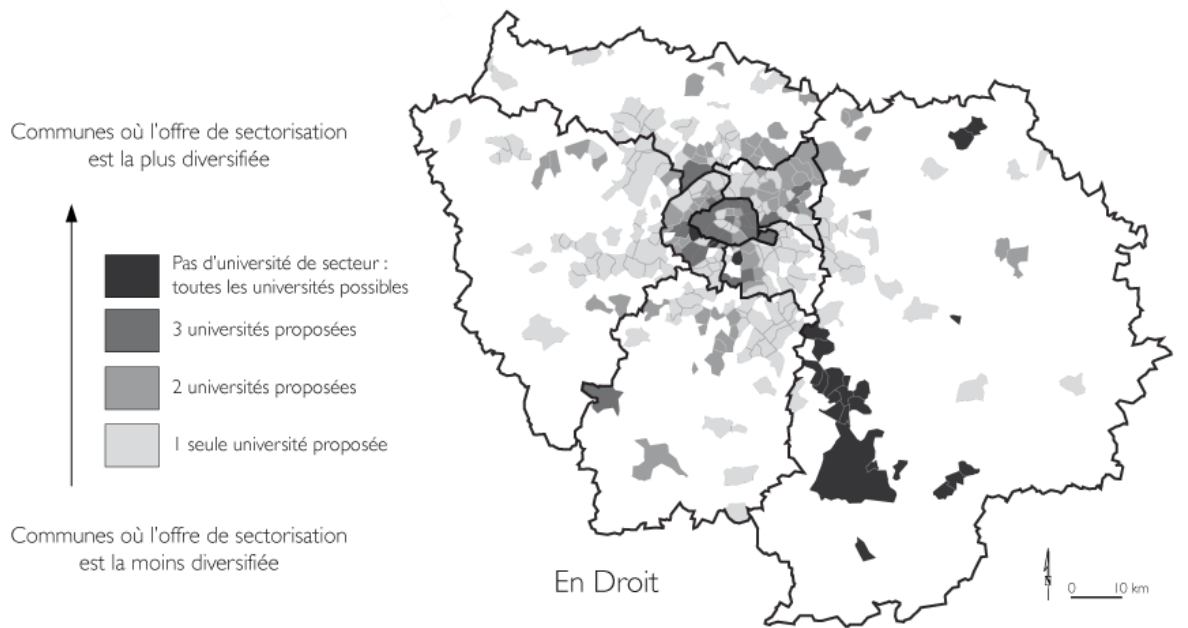 Communes où l'offre de sectorisation
est la plus diversifiée
Pas d'université de secteur :
toutes les universités possibles
3 universités proposées
2 universités proposées
1 seule université proposée
Communes où l'offre de sectorisation
est la moins diversifiée
En Droit
N
0 10 km